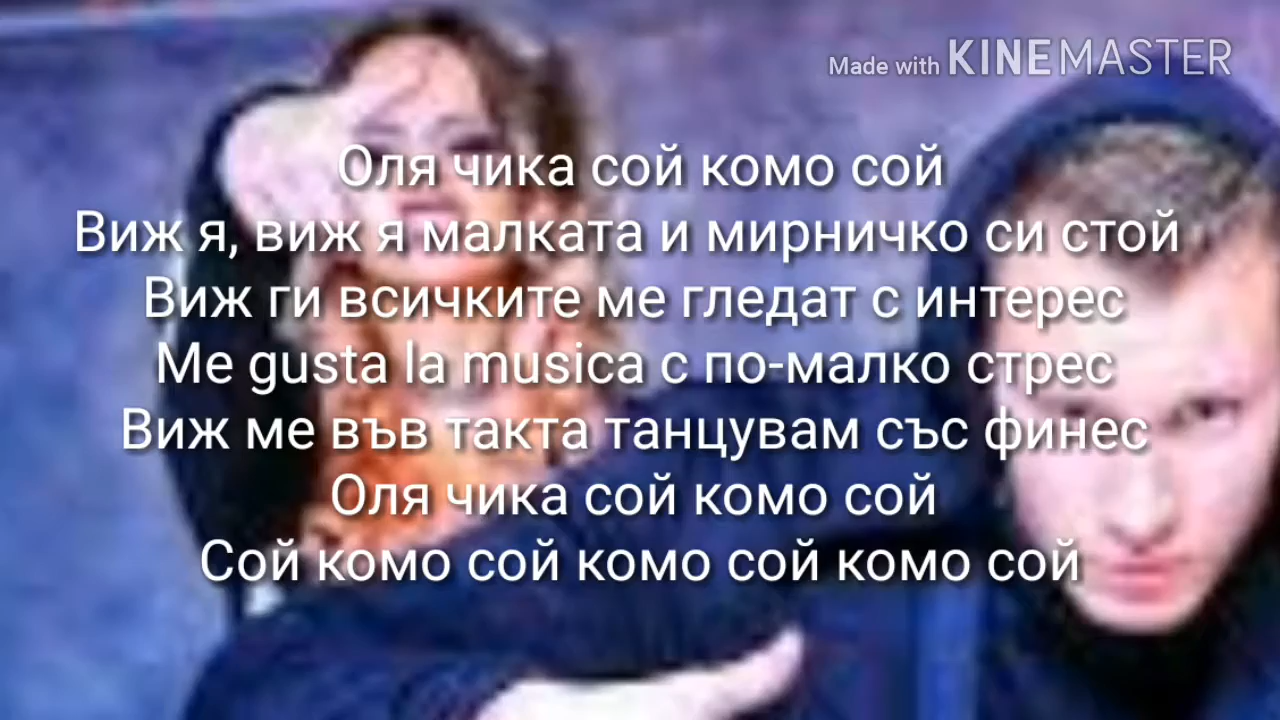 Made with KINEMASTER
Оля чика сой комо сой
Виж я, виж я малката и мирничко си стой
Виж ги всичките ме гледат с интерес
Me gusta la musica с по-малко стрес
Виж ме във такта танцувам със финес
Оля чика сой комо сой
Сой комо сой комо сой комо сой